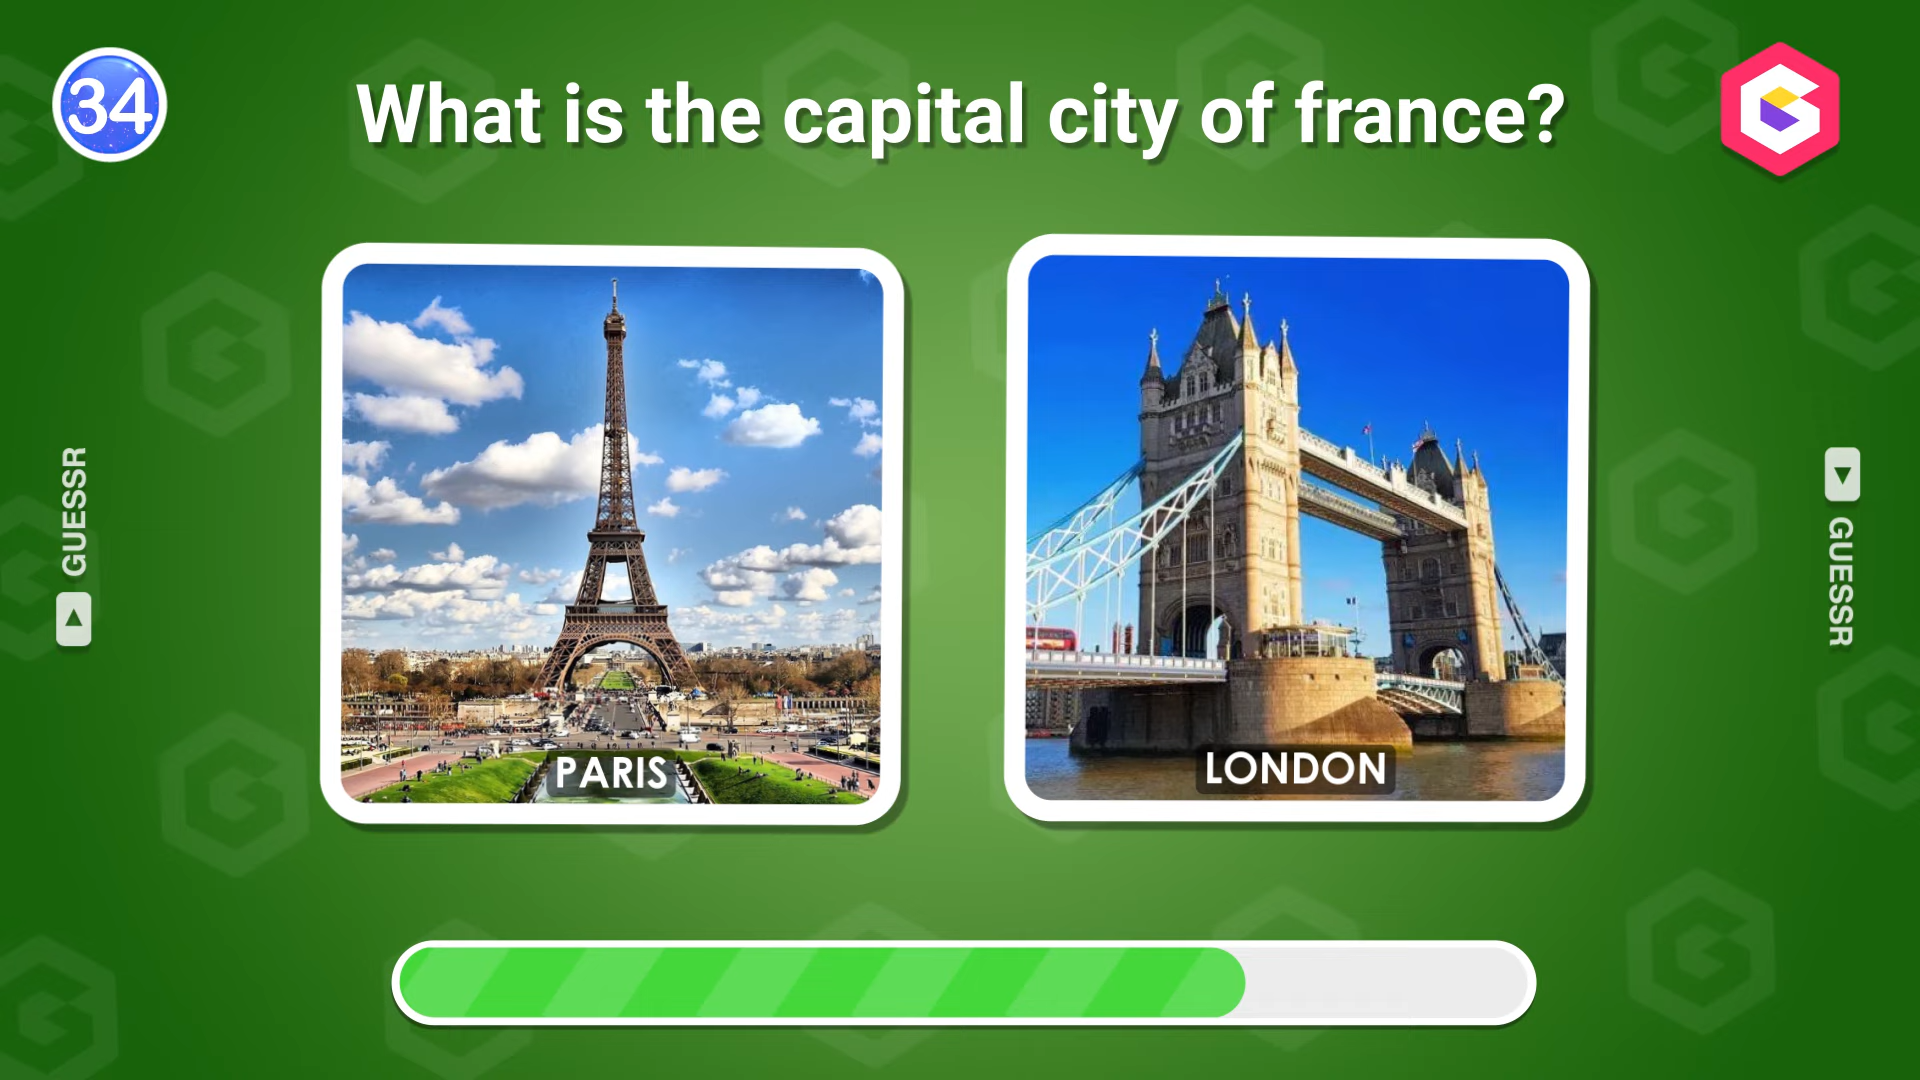 34
What is the capital city of france?
GUESSR
GUESSR
PARIS
LONDON